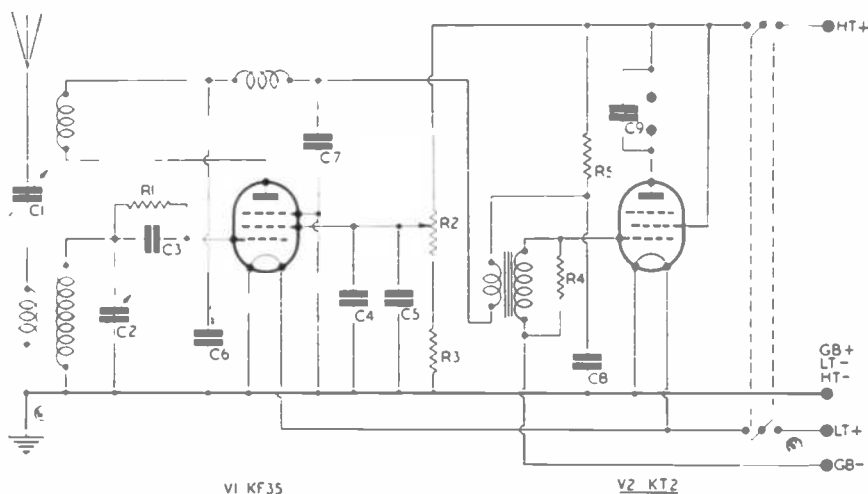 HT+
C9
C7
R5
R1
C1
C3
R2
R4
C4
C5
C2
C6
R3
C8
GB+
LT-
HT-
LT+
GB-
V1 KF35
V2 KT2